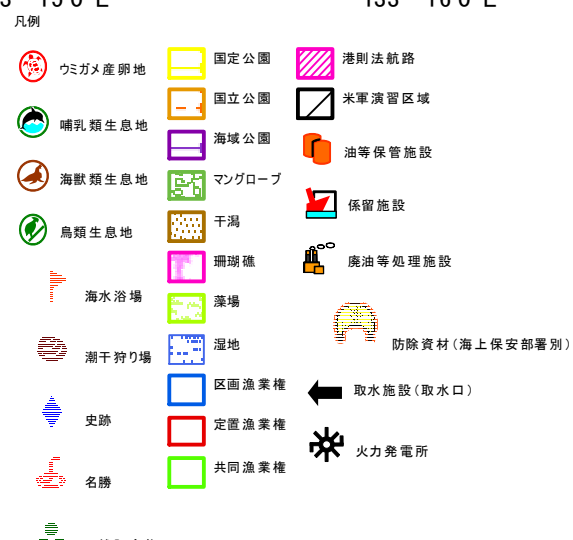 133°16'0"E
凡例
ウミガメ産卵地
哺乳類生息地
海獣類生息地
鳥類生息地
海水浴場
潮干狩り場
史跡
名勝
国定公園
国立公園
海域公園
マングローブ
干潟
珊瑚礁
藻場
湿地
区画漁業権
定置漁業権
共同漁業権
港則法航路
米軍演習区域
油等保管施設
係留施設
廃油等処理施設
防除資材(海上保安部署別)
取水施設(取水口)
火力発電所